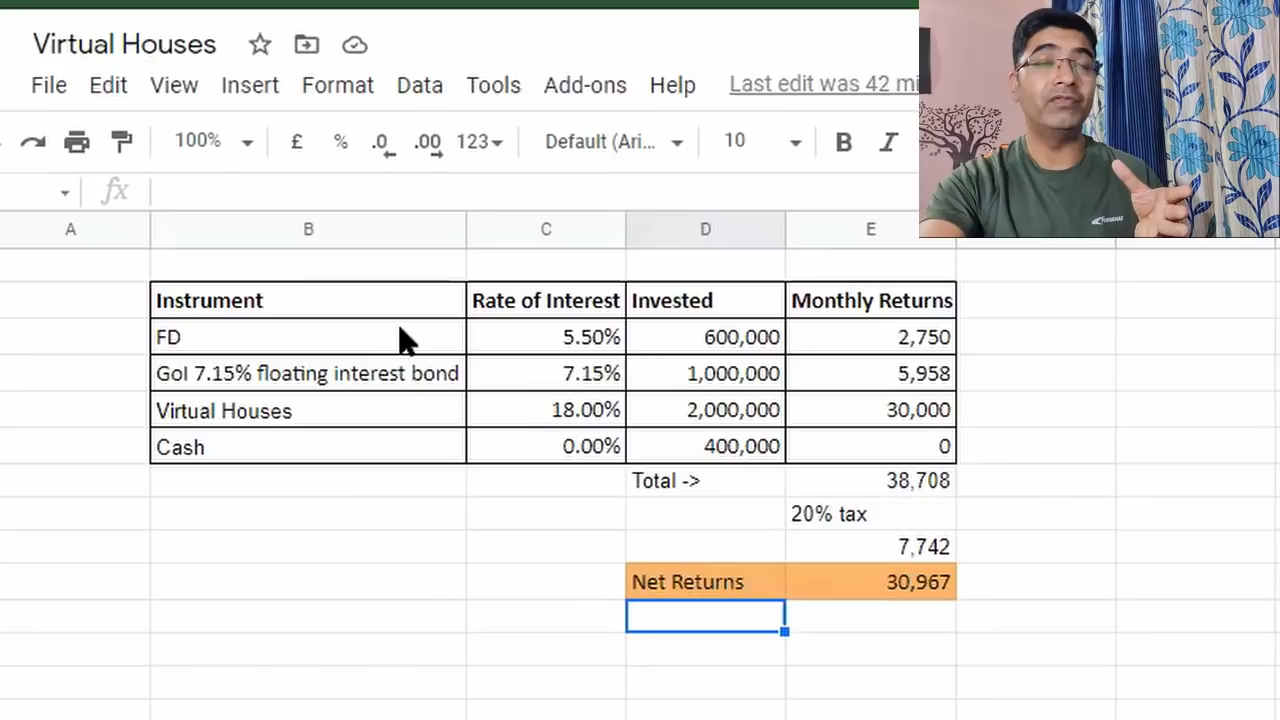 Virtual Houses
File Edit View Insert Format Data Tools Add-ons Help Last edit was 42 mi
100% £ % .0 .00 123 Default (Ari... 10 B I
fx
A B C D E
Instrument Rate of Interest Invested Monthly Returns
FD 5.50% 600,000 2,750
GoI 7.15% floating interest bond 7.15% 1,000,000 5,958
Virtual Houses 18.00% 2,000,000 30,000
Cash 0.00% 400,000 0
Total -> 38,708
20% tax
7,742
Net Returns 30,967